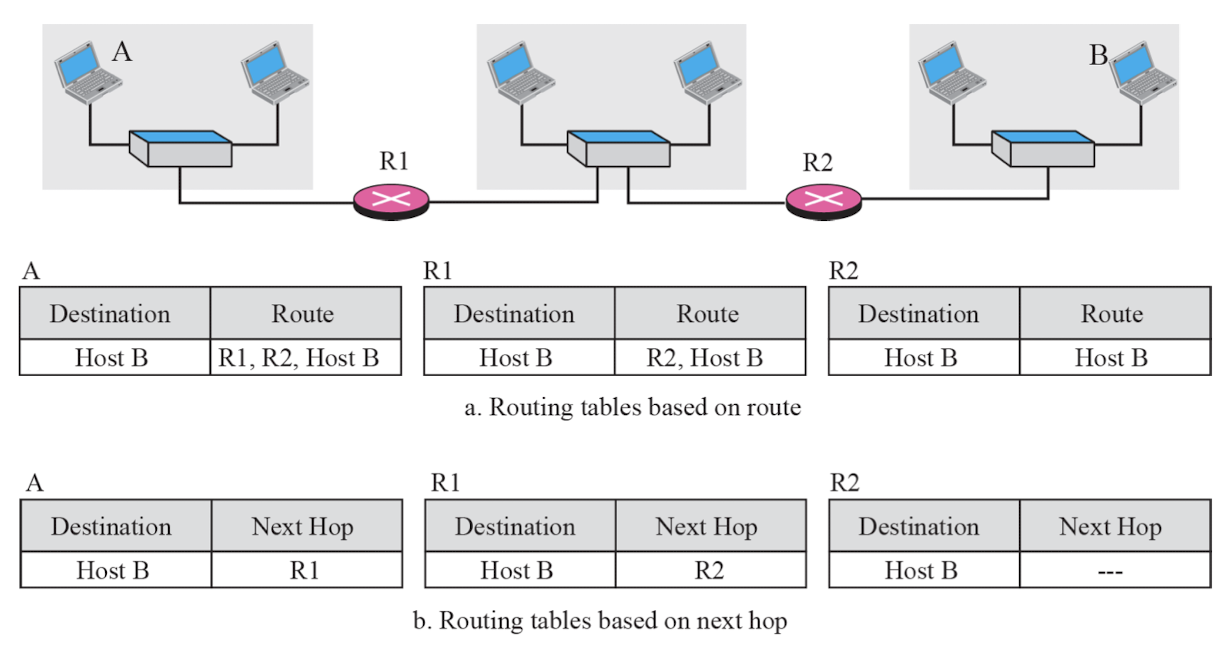 A
B
R1
R2
A
R1
R2
Destination Route
Destination Route
Destination Route
Host B R1, R2, Host B
Host B R2, Host B
Host B Host B
a. Routing tables based on route
A
R1
R2
Destination Next Hop
Destination Next Hop
Destination Next Hop
Host B R1
Host B R2
Host B ---
b. Routing tables based on next hop